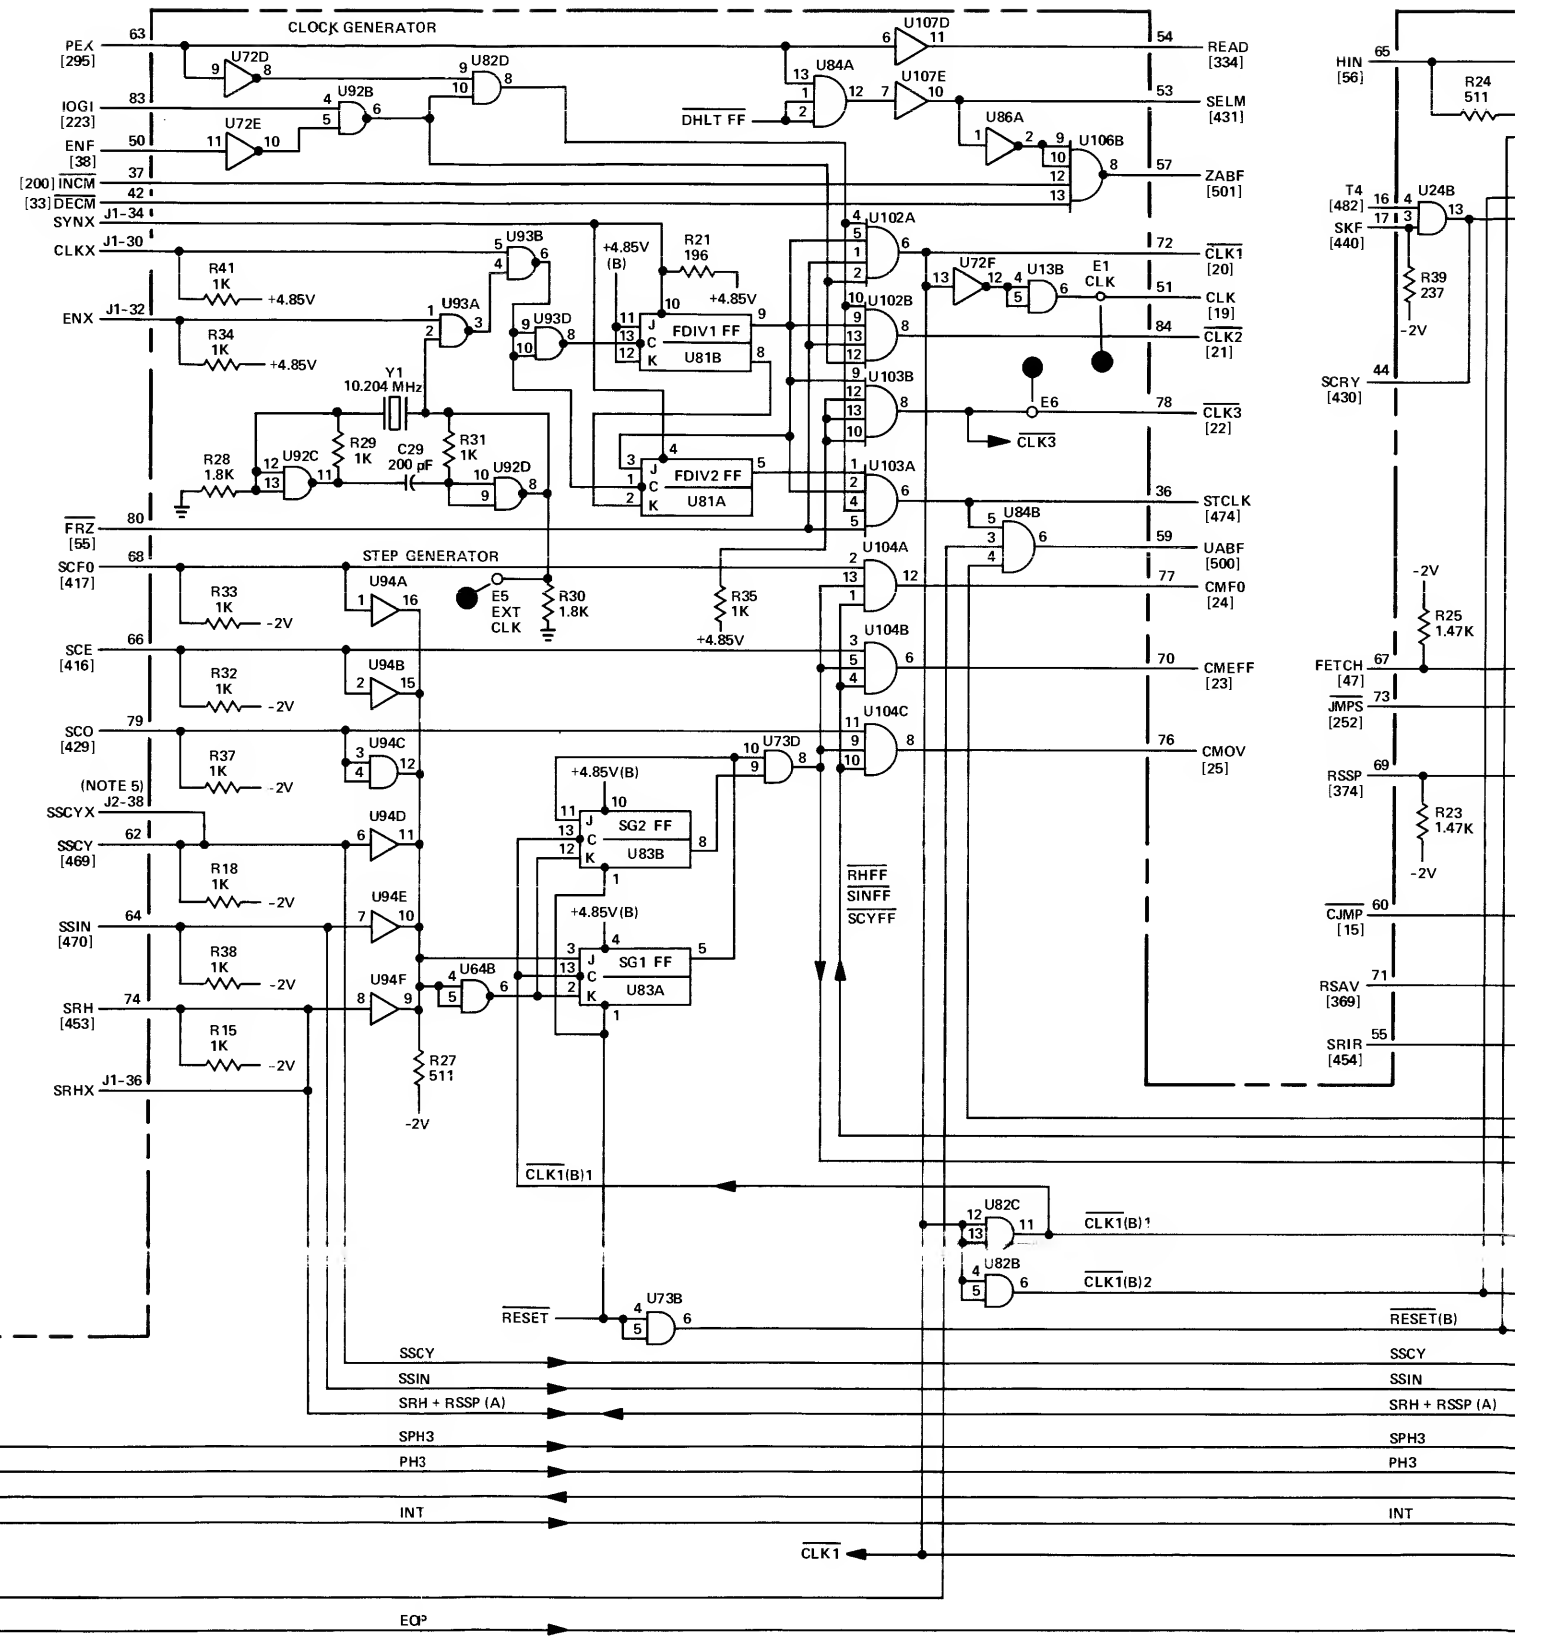 CLOCK GENERATOR
PEX 63
[295]
U72D
9 8
U82D
9
10 8
U107D
6 11
54 READ
[334]
U84A
13
1
2 12
U107E
7 10
53 SELM
[431]
DHLT FF
IOGI 83
[223]
U92B
4
5 6
U72E
11 10
ENF 50
[38]
[200] INCM 37
[33] DECM 42
U86A
1 2
U106B
9
10
12
13 8
57 ZABF
[501]
SYNX J1-34
CLKX J1-30
R41
1K
+4.85V
ENX J1-32
R34
1K
+4.85V
U93B
5
4 6
U93A
1
2 3
U93D
9
10 8
+4.85V
(B)
R21
196
+4.85V
10
11 J
13 C
12 K
FDIV1 FF
U81B
9
8
U102A
4
5
1
2 6
72 CLK1
[20]
U72F
13 12
U13B
4
5 6
E1
CLK
51 CLK
[19]
U102B
10
9
13
12 8
84 CLK2
[21]
Y1
10.204 MHz
U103B
9
12
13
10 8
E6
78 CLK3
[22]
CLK3
R28
1.8K
U92C
12
13 11
R29
1K
C29
200 pF
R31
1K
U92D
10
9 8
4
3 J
1 C
2 K
FDIV2 FF
U81A
5
U103A
1
2
4
5 6
36 STCLK
[474]
FRZ 80
[55]
U84B
5
3
4 6
59 UABF
[500]
STEP GENERATOR
SCF0 68
[417]
R33
1K
-2V
U94A
1 16
E5
EXT
CLK
R30
1.8K
R35
1K
+4.85V
U104A
2
13
1 12
77 CMF0
[24]
SCE 66
[416]
R32
1K
-2V
U94B
2 15
U104B
3
5
4 6
70 CMEFF
[23]
SCO 79
[429]
R37
1K
-2V
U94C
3
4 12
U73D
10
9 8
U104C
11
9
10 8
76 CMOV
[25]
(NOTE 5)
J2-38
SSCYX
SSCY 62
[469]
R18
1K
-2V
U94D
6 11
+4.85V(B)
10
11 J
13 C
12 K
SG2 FF
U83B
8
1
RHFF
SINFF
SCYFF
SSIN 64
[470]
R38
1K
-2V
U94E
7 10
+4.85V(B)
4
3 J
13 C
2 K
SG1 FF
U83A
5
1
U64B
4
5 6
SRH 74
[453]
R15
1K
-2V
U94F
8 9
R27
511
-2V
SRHX J1-36
CLK1(B)1
U82C
12
13 11
CLK1(B)1
U82B
4
5 6
CLK1(B)2
RESET
U73B
4
5 6
RESET(B)
SSCY SSCY
SSIN SSIN
SRH + RSSP (A) SRH + RSSP (A)
SPH3 SPH3
PH3 PH3
INT INT
CLK1
EOP
HIN 65
[56]
R24
511
T4 16
[482]
SKF 17
[440]
U24B
4
3 13
R39
237
-2V
SCRY 44
[430]
-2V
R25
1.47K
FETCH 67
[47]
JMPS 73
[252]
RSSP 69
[374]
R23
1.47K
-2V
CJMP 60
[15]
RSAV 71
[369]
SRIR 55
[454]